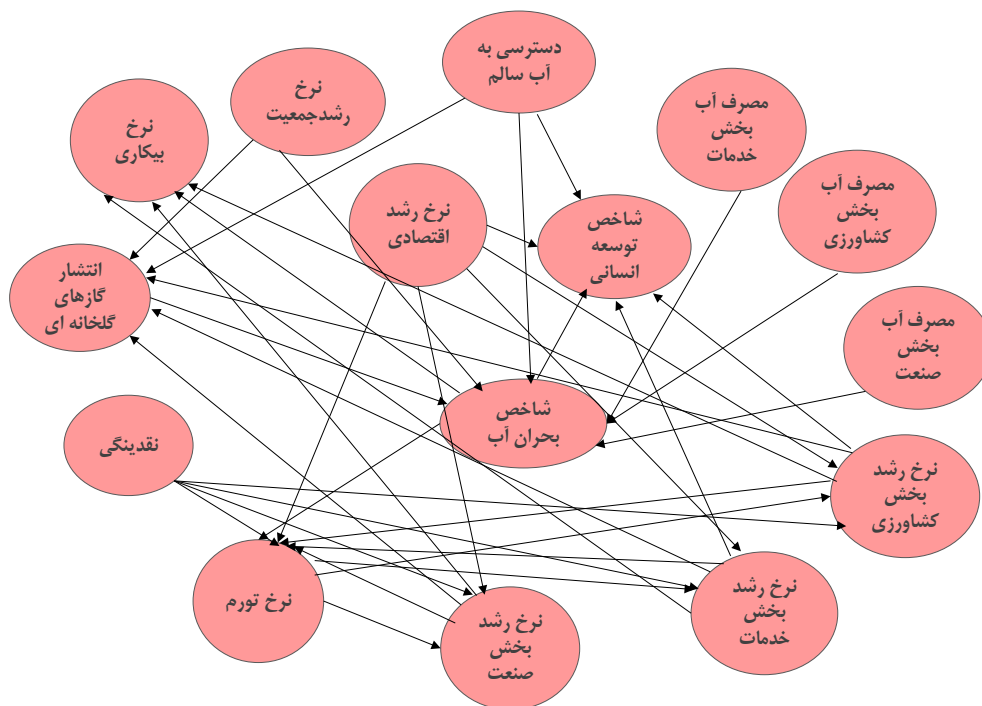 دسترسی به
آب سالم
نرخ
رشدجمعیت
نرخ
بیکاری
مصرف آب
بخش
خدمات
مصرف آب
بخش
کشاورزی
نرخ رشد
اقتصادی
شاخص
توسعه
انسانی
انتشار
گازهای
گلخانه ای
مصرف آب
بخش
صنعت
شاخص
بحران آب
نقدینگی
نرخ رشد
بخش
کشاورزی
نرخ تورم
نرخ رشد
بخش
صنعت
نرخ رشد
بخش
خدمات